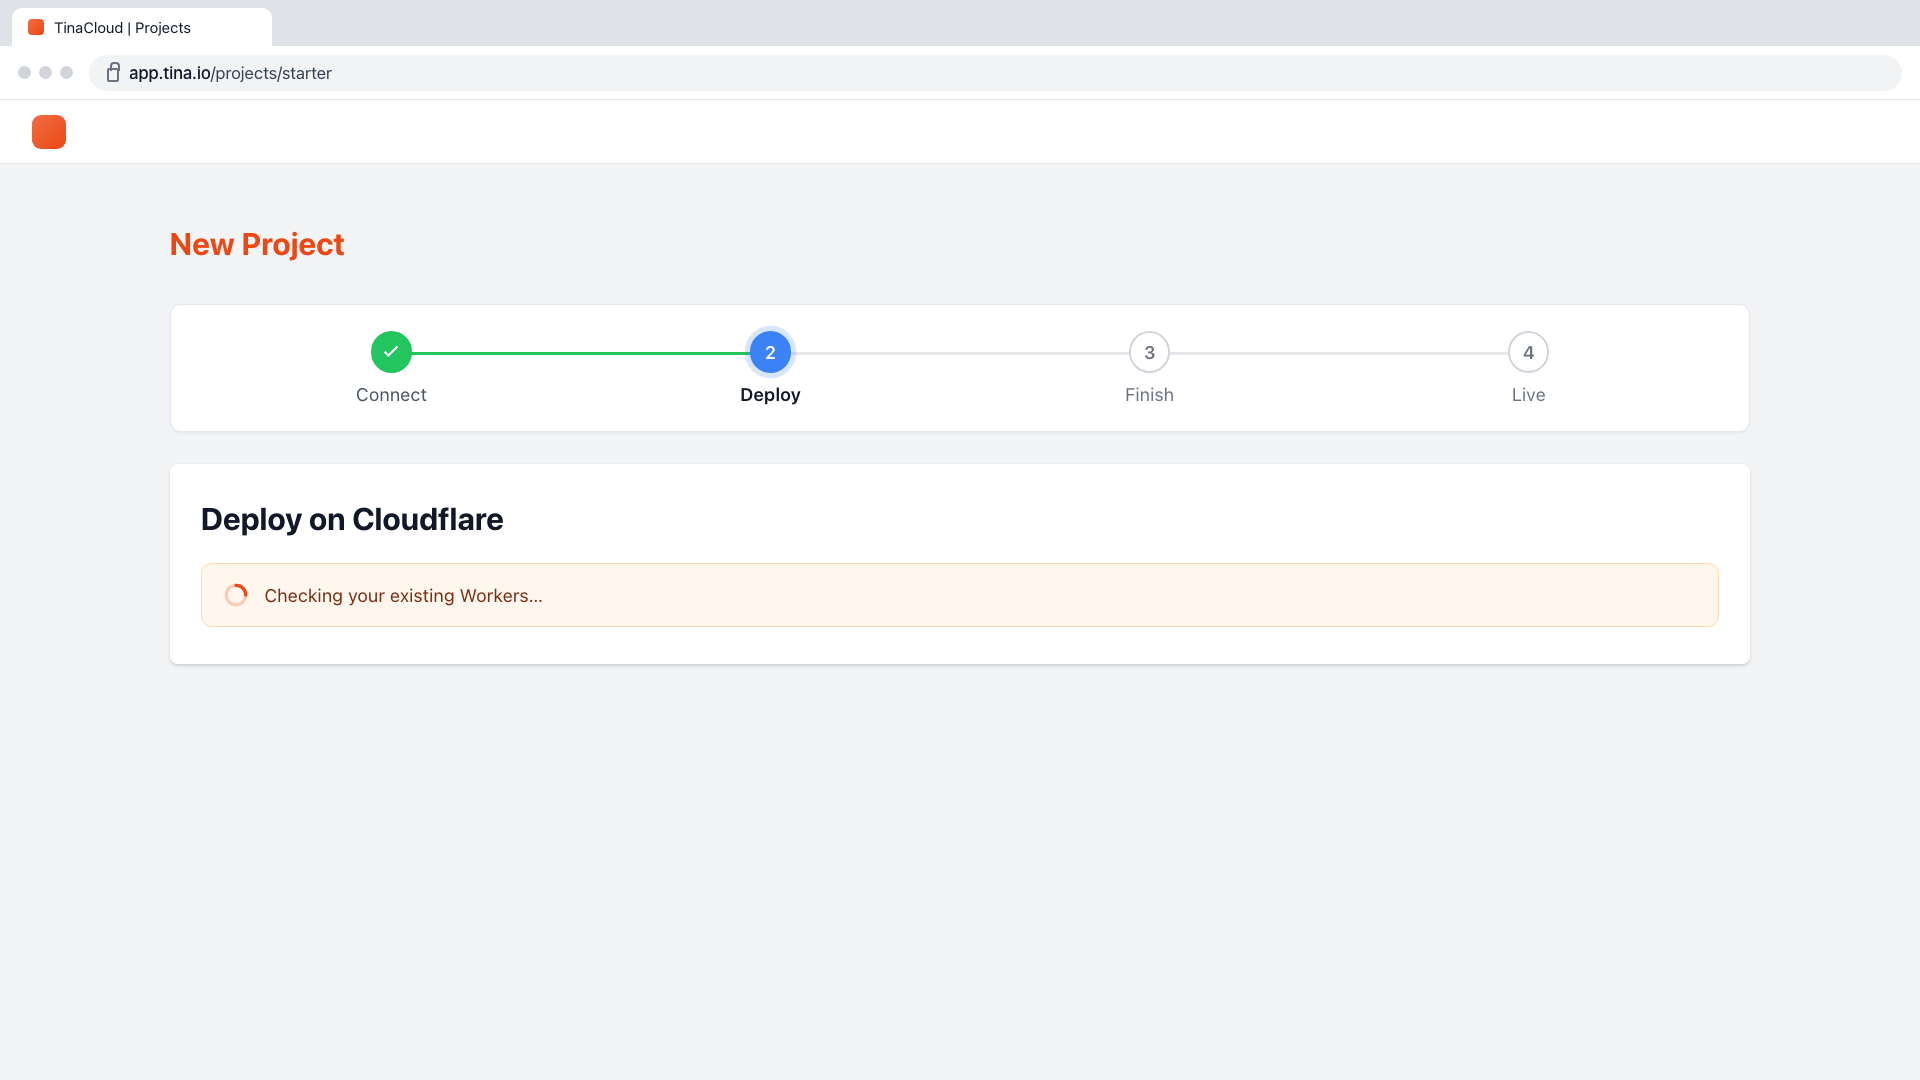 TinaCloud | Projects
app.tina.io/projects/starter
New Project
2
3
4
Connect
Deploy
Finish
Live
Deploy on Cloudflare
Checking your existing Workers...